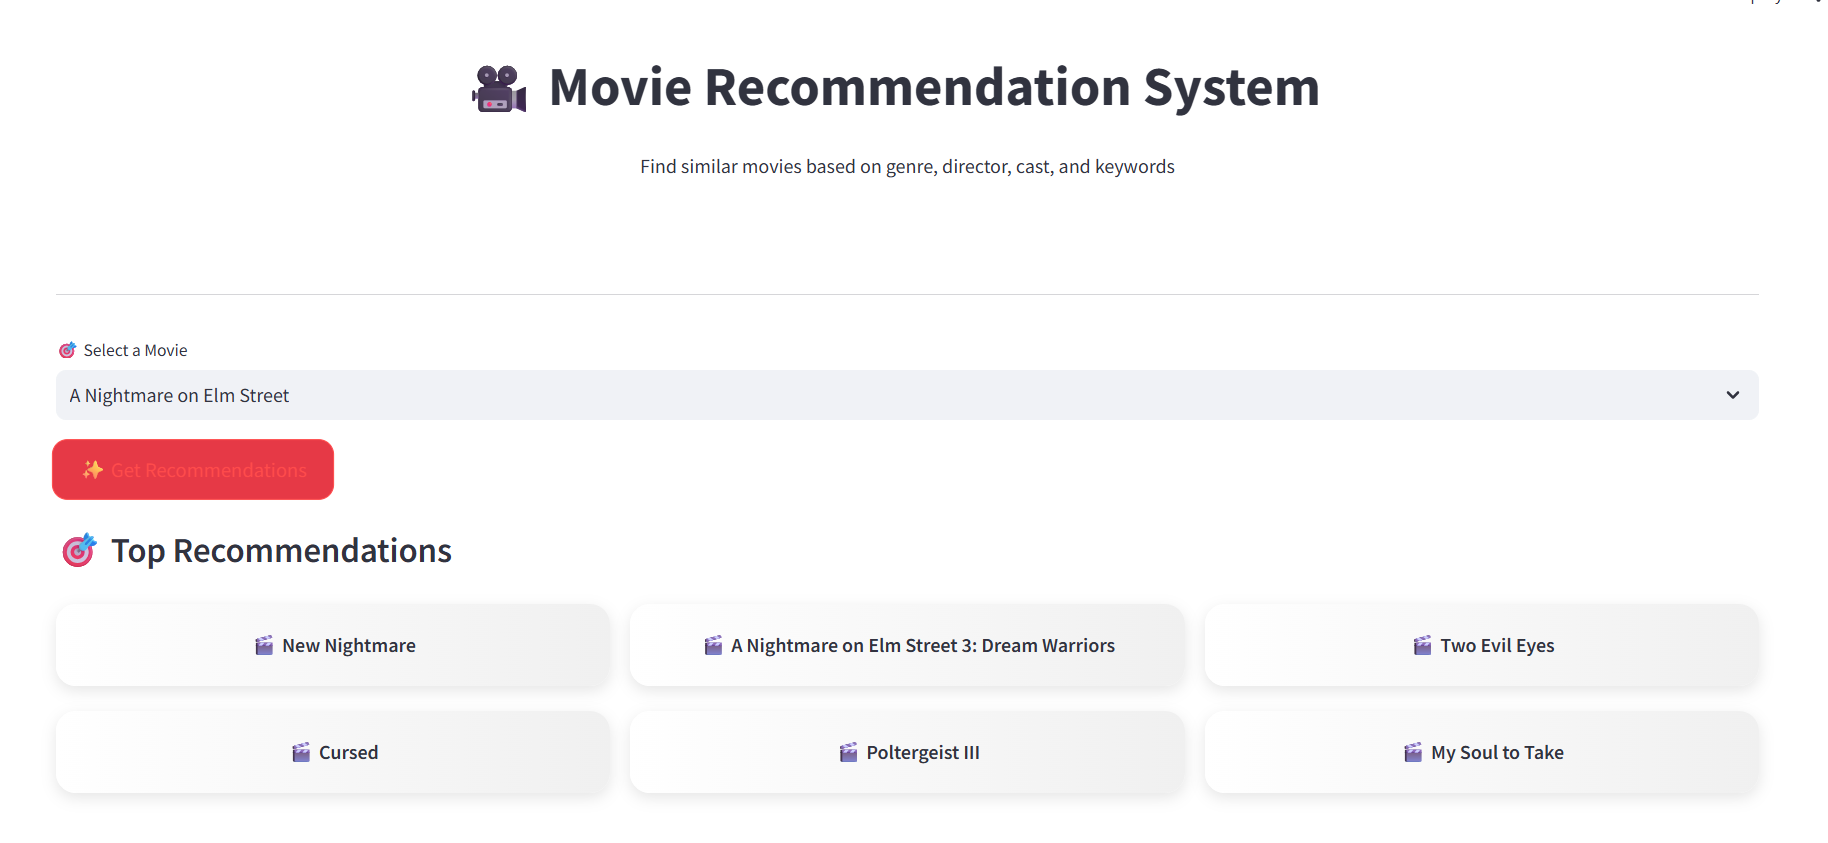 Movie Recommendation System
Find similar movies based on genre, director, cast, and keywords
Select a Movie
A Nightmare on Elm Street
Get Recommendations
Top Recommendations
New Nightmare
A Nightmare on Elm Street 3: Dream Warriors
Two Evil Eyes
Cursed
Poltergeist III
My Soul to Take